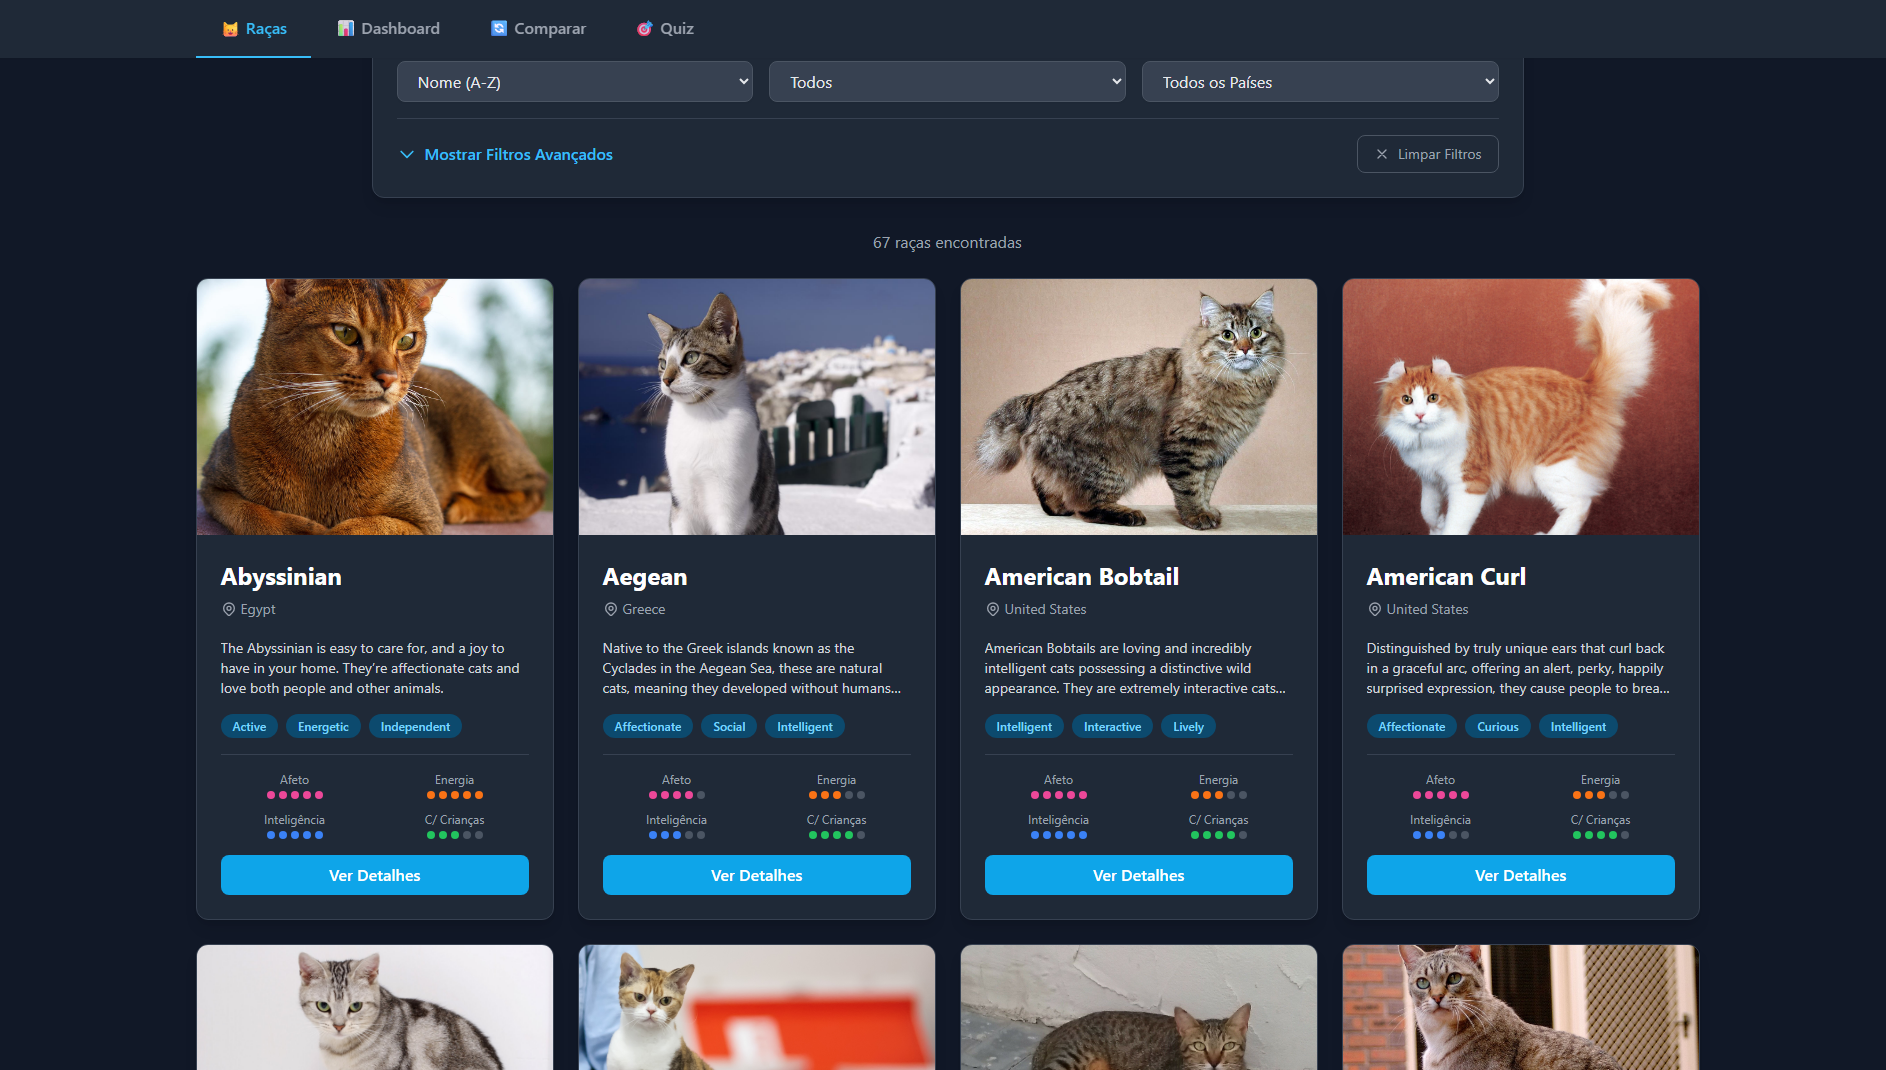 Raças
Dashboard
Comparar
Quiz
Nome (A-Z)
Todos
Todos os Países
Mostrar Filtros Avançados
Limpar Filtros
67 raças encontradas
Abyssinian
Egypt
The Abyssinian is easy to care for, and a joy to
have in your home. They’re affectionate cats and
love both people and other animals.
Active Energetic Independent
Afeto Energia
Inteligência C/ Crianças
Ver Detalhes
Aegean
Greece
Native to the Greek islands known as the
Cyclades in the Aegean Sea, these are natural
cats, meaning they developed without humans...
Affectionate Social Intelligent
Afeto Energia
Inteligência C/ Crianças
Ver Detalhes
American Bobtail
United States
American Bobtails are loving and incredibly
intelligent cats possessing a distinctive wild
appearance. They are extremely interactive cats...
Intelligent Interactive Lively
Afeto Energia
Inteligência C/ Crianças
Ver Detalhes
American Curl
United States
Distinguished by truly unique ears that curl back
in a graceful arc, offering an alert, perky, happily
surprised expression, they cause people to brea...
Affectionate Curious Intelligent
Afeto Energia
Inteligência C/ Crianças
Ver Detalhes